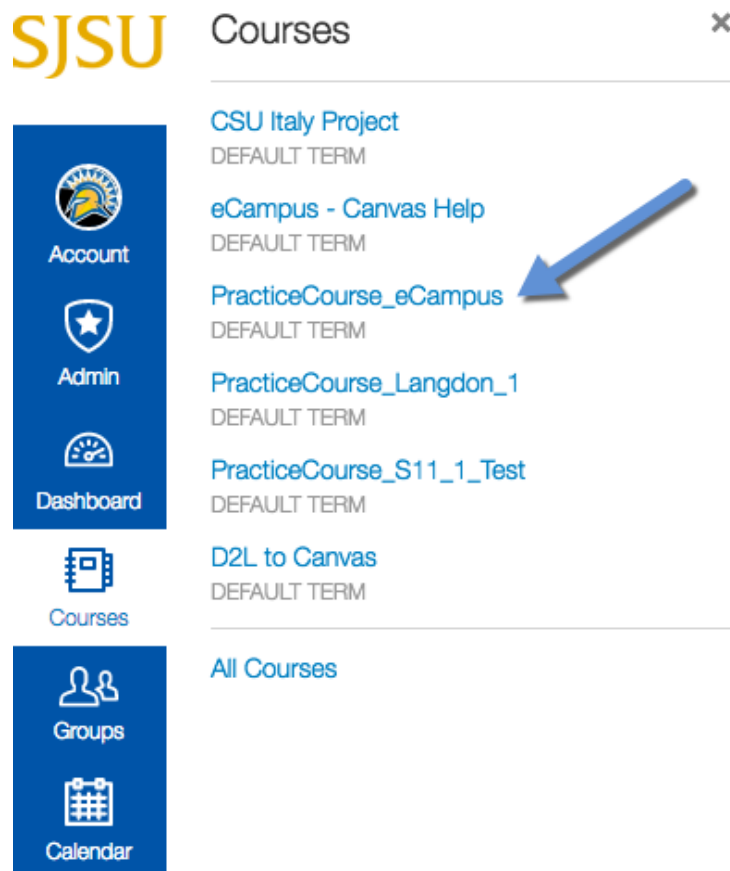 SJSU
Courses
×
Account
Admin
Dashboard
Courses
Groups
Calendar
CSU Italy Project
DEFAULT TERM
eCampus - Canvas Help
DEFAULT TERM
PracticeCourse_eCampus
DEFAULT TERM
PracticeCourse_Langdon_1
DEFAULT TERM
PracticeCourse_S11_1_Test
DEFAULT TERM
D2L to Canvas
DEFAULT TERM
All Courses